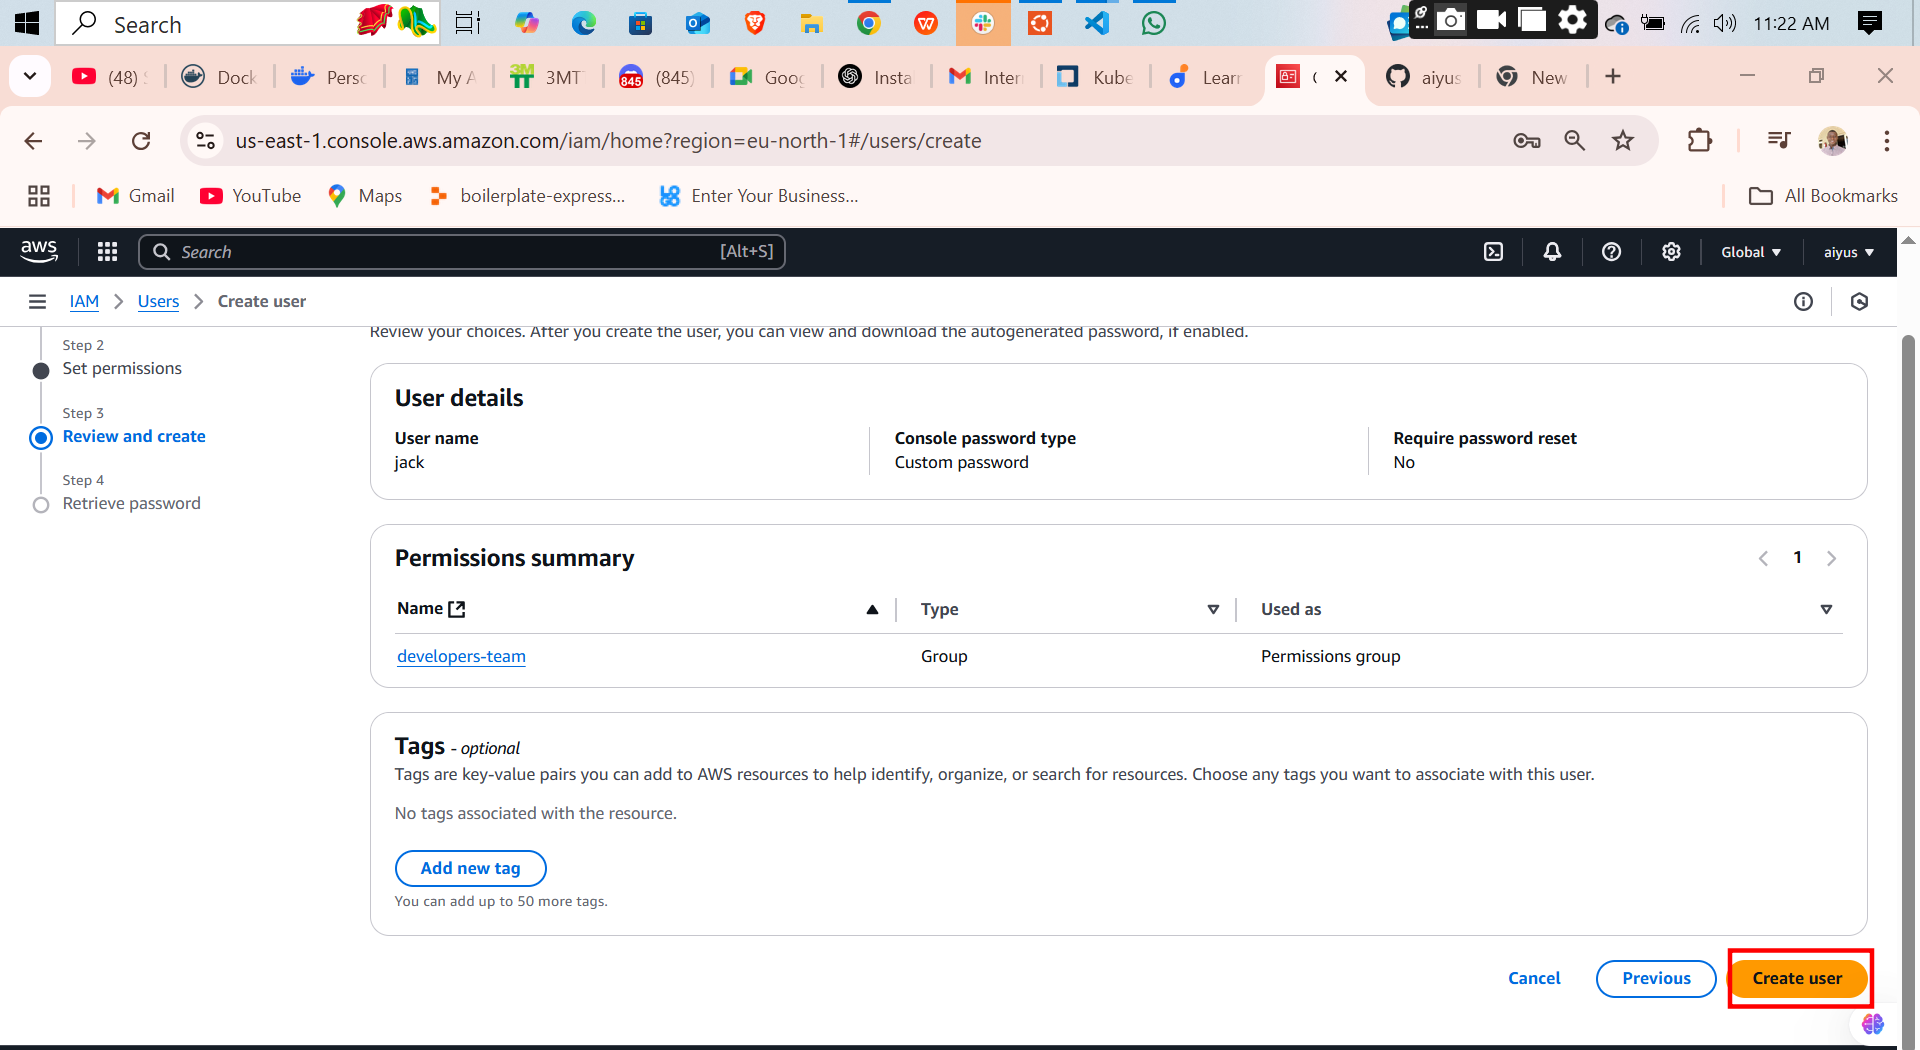 Search
11:22 AM
(48)
Dock
Perso
My A
3MT
845
(845)
Goog
Insta
Inter
Kube
Learn
aiyus
New
us-east-1.console.aws.amazon.com/iam/home?region=eu-north-1#/users/create
Gmail
YouTube
Maps
boilerplate-express...
Enter Your Business...
All Bookmarks
aws
Search
[Alt+S]
Global
aiyus
IAM
Users
Create user
Review your choices. After you create the user, you can view and download the autogenerated password, if enabled.
Step 2
Set permissions
Step 3
Review and create
Step 4
Retrieve password
User details
User name
jack
Console password type
Custom password
Require password reset
No
Permissions summary
1
Name
Type
Used as
developers-team
Group
Permissions group
Tags - optional
Tags are key-value pairs you can add to AWS resources to help identify, organize, or search for resources. Choose any tags you want to associate with this user.
No tags associated with the resource.
Add new tag
You can add up to 50 more tags.
Cancel
Previous
Create user